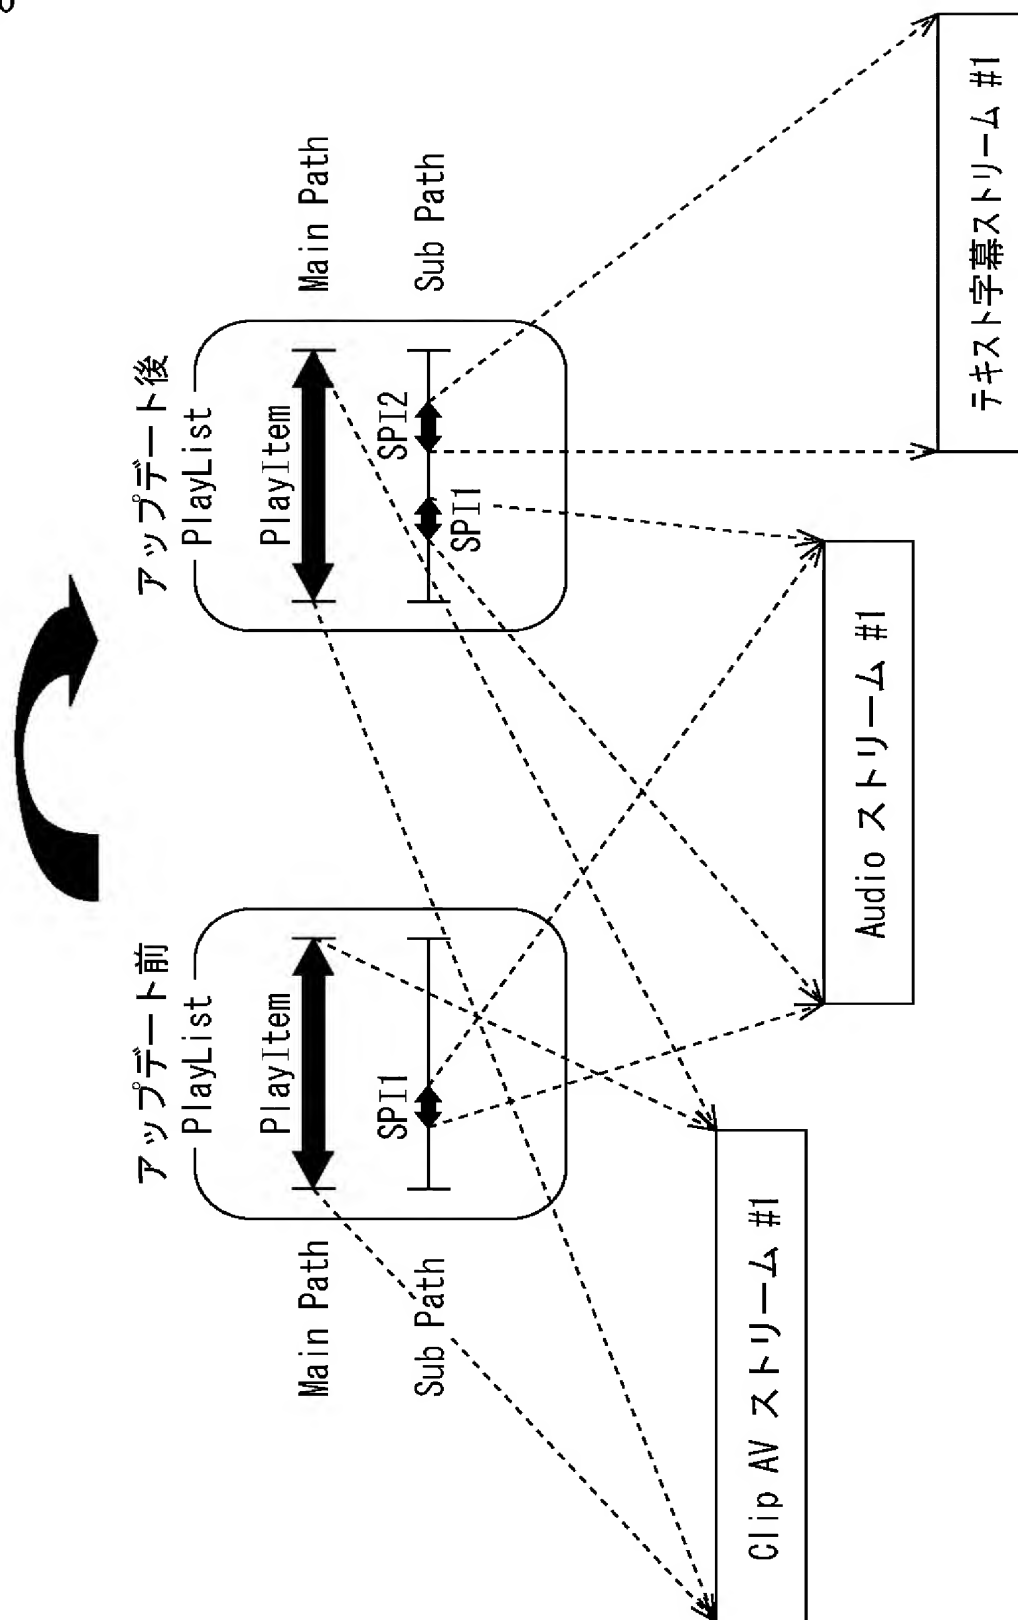 アップデート前
PlayList
Main Path
PlayItem
Sub Path
SPI1
アップデート後
PlayList
PlayItem
Main Path
SPI1
SPI2
Sub Path
Clip AV ストリーム #1
Audio ストリーム #1
テキスト字幕ストリーム #1